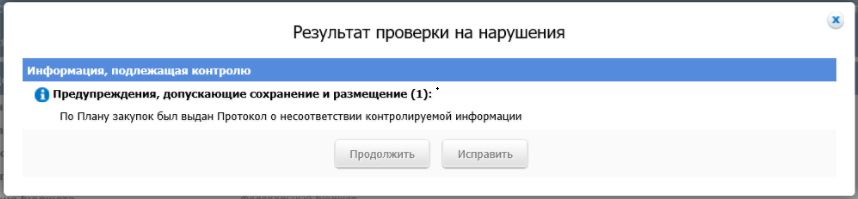 Результат проверки на нарушения
Информация, подлежащая контролю
Предупреждения, допускающие сохранение и размещение (1):
По Плану закупок был выдан Протокол о несоответствии контролируемой информации
Продолжить Исправить